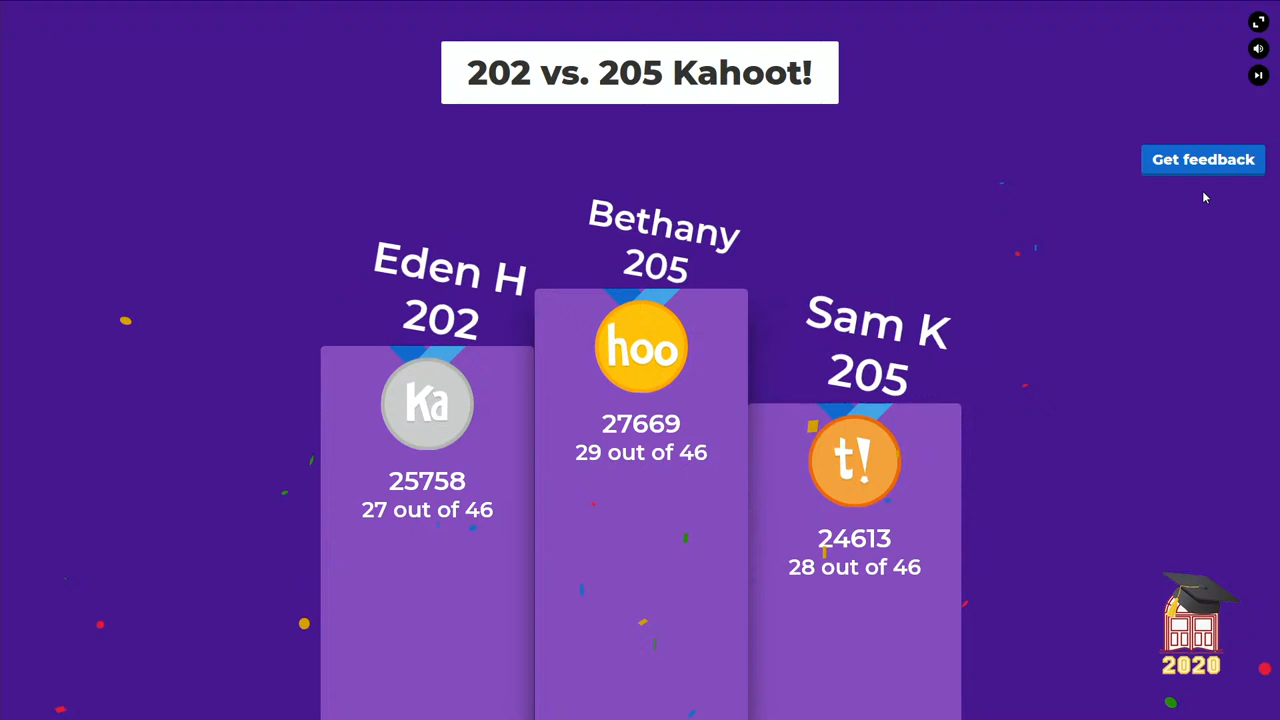 202 vs. 205 Kahoot!
Get feedback
Bethany
205
Eden H
202
Sam K
205
hoo
27669
29 out of 46
Ka
25758
27 out of 46
t!
24613
28 out of 46
2020